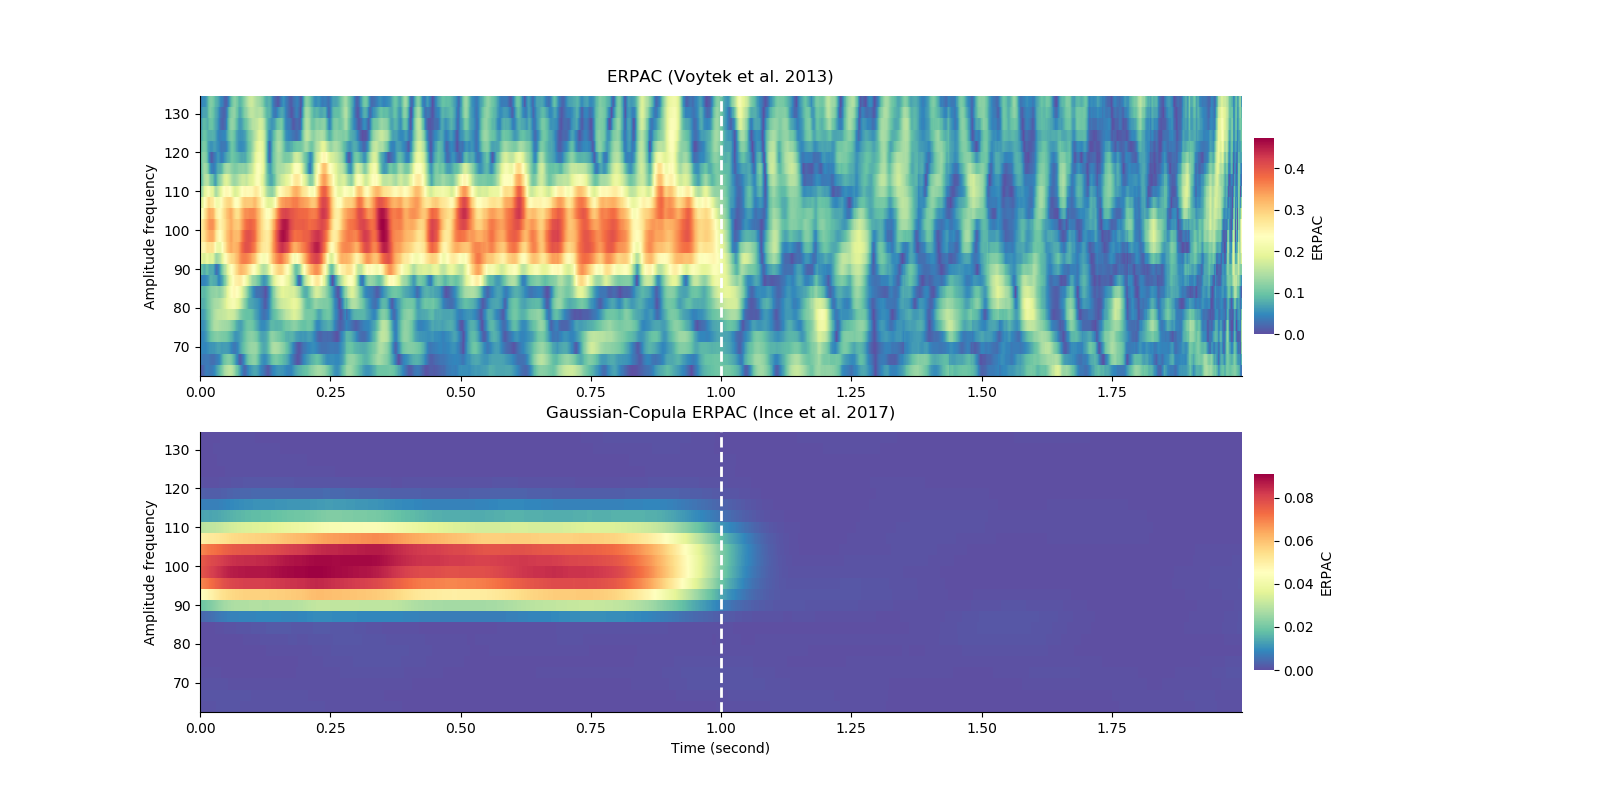 ERPAC (Voytek et al. 2013)
130
120
110
100
90
80
70
Amplitude frequency
0.00 0.25 0.50 0.75 1.00 1.25 1.50 1.75
0.4
0.3
0.2
0.1
0.0
ERPAC
Gaussian-Copula ERPAC (Ince et al. 2017)
130
120
110
100
90
80
70
Amplitude frequency
0.00 0.25 0.50 0.75 1.00 1.25 1.50 1.75
Time (second)
0.08
0.06
0.04
0.02
0.00
ERPAC